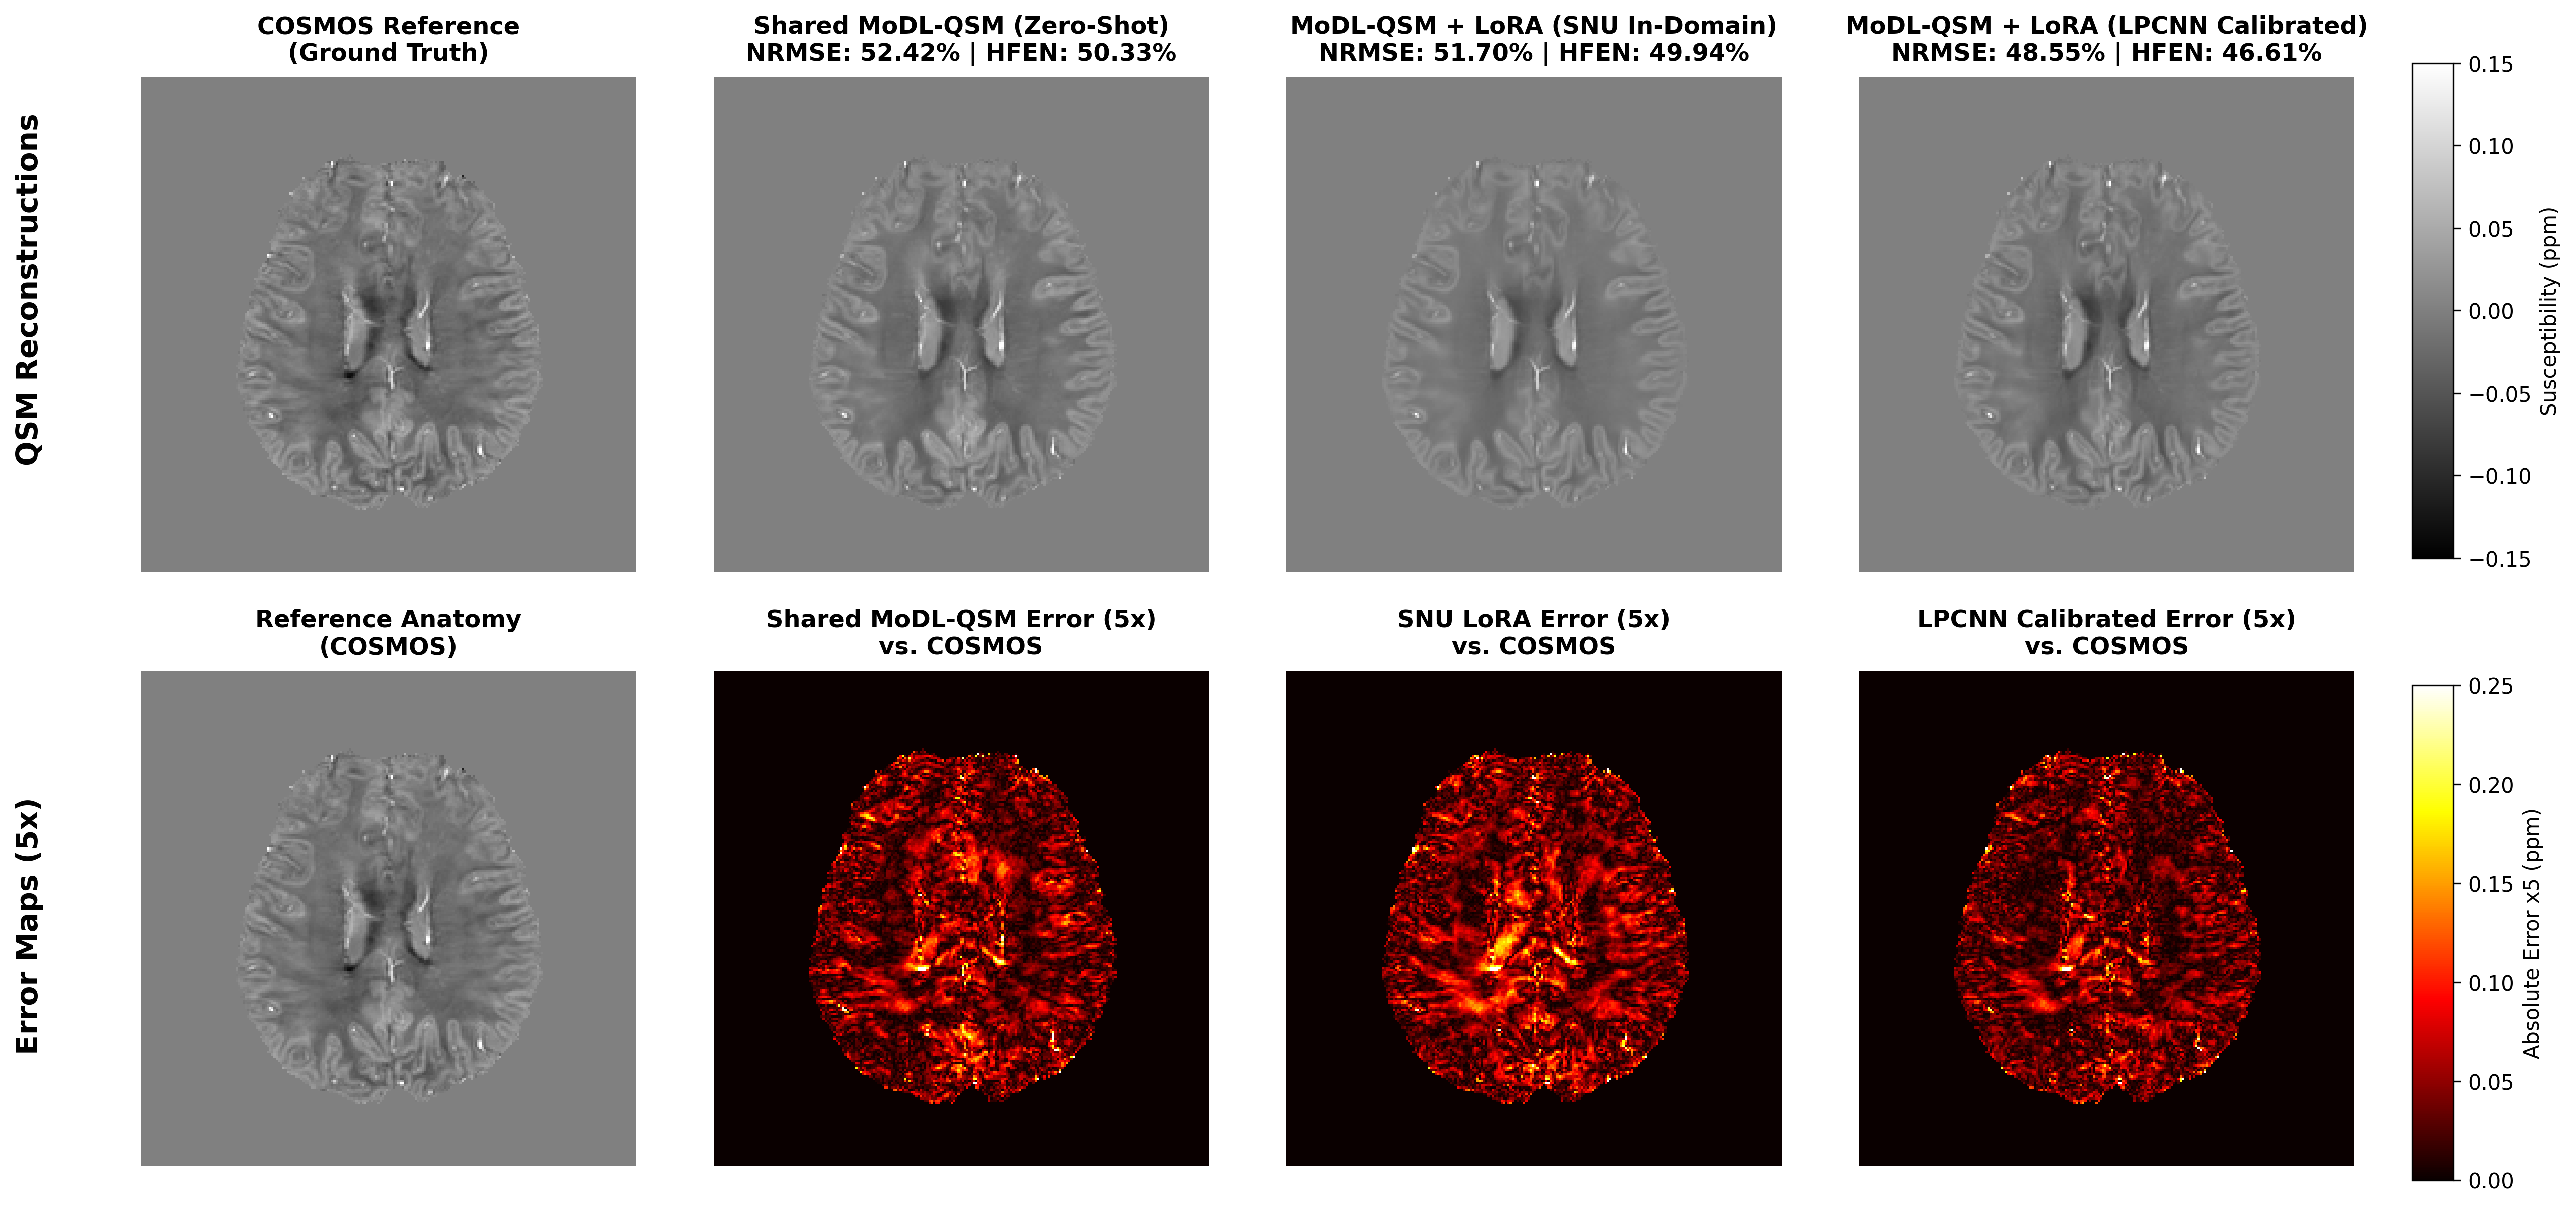 COSMOS Reference
(Ground Truth)
Shared MoDL-QSM (Zero-Shot)
NRMSE: 52.42% | HFEN: 50.33%
MoDL-QSM + LoRA (SNU In-Domain)
NRMSE: 51.70% | HFEN: 49.94%
MoDL-QSM + LoRA (LPCNN Calibrated)
NRMSE: 48.55% | HFEN: 46.61%
QSM Reconstructions
0.15
0.10
0.05
0.00
−0.05
−0.10
−0.15
Susceptibility (ppm)
Reference Anatomy
(COSMOS)
Shared MoDL-QSM Error (5x)
vs. COSMOS
SNU LoRA Error (5x)
vs. COSMOS
LPCNN Calibrated Error (5x)
vs. COSMOS
Error Maps (5x)
0.25
0.20
0.15
0.10
0.05
0.00
Absolute Error x5 (ppm)